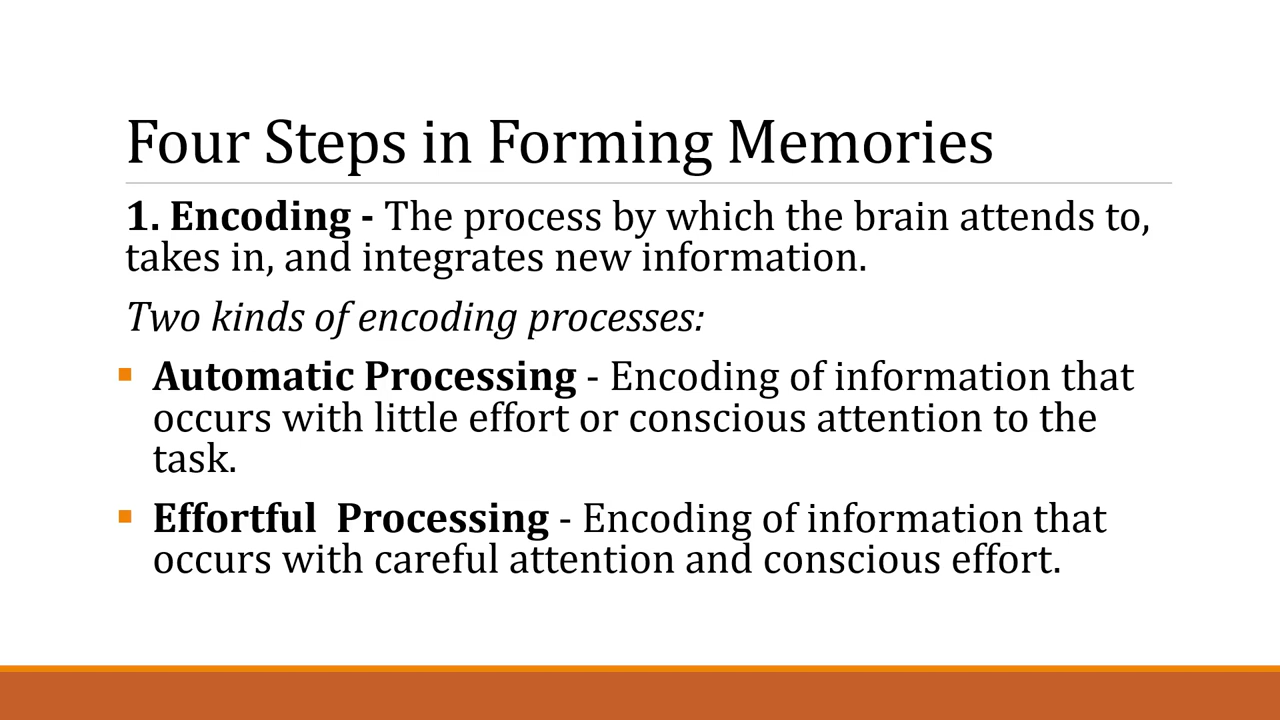 Four Steps in Forming Memories
1. Encoding - The process by which the brain attends to,
takes in, and integrates new information.
Two kinds of encoding processes:
▪ Automatic Processing - Encoding of information that
occurs with little effort or conscious attention to the
task.
▪ Effortful  Processing - Encoding of information that
occurs with careful attention and conscious effort.